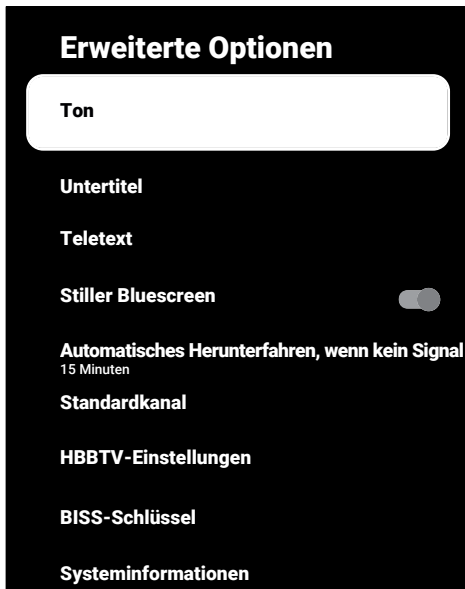 Erweiterte Optionen
Ton
Untertitel
Teletext
Stiller Bluescreen
Automatisches Herunterfahren, wenn kein Signal
15 Minuten
Standardkanal
HBBTV-Einstellungen
BISS-Schlüssel
Systeminformationen